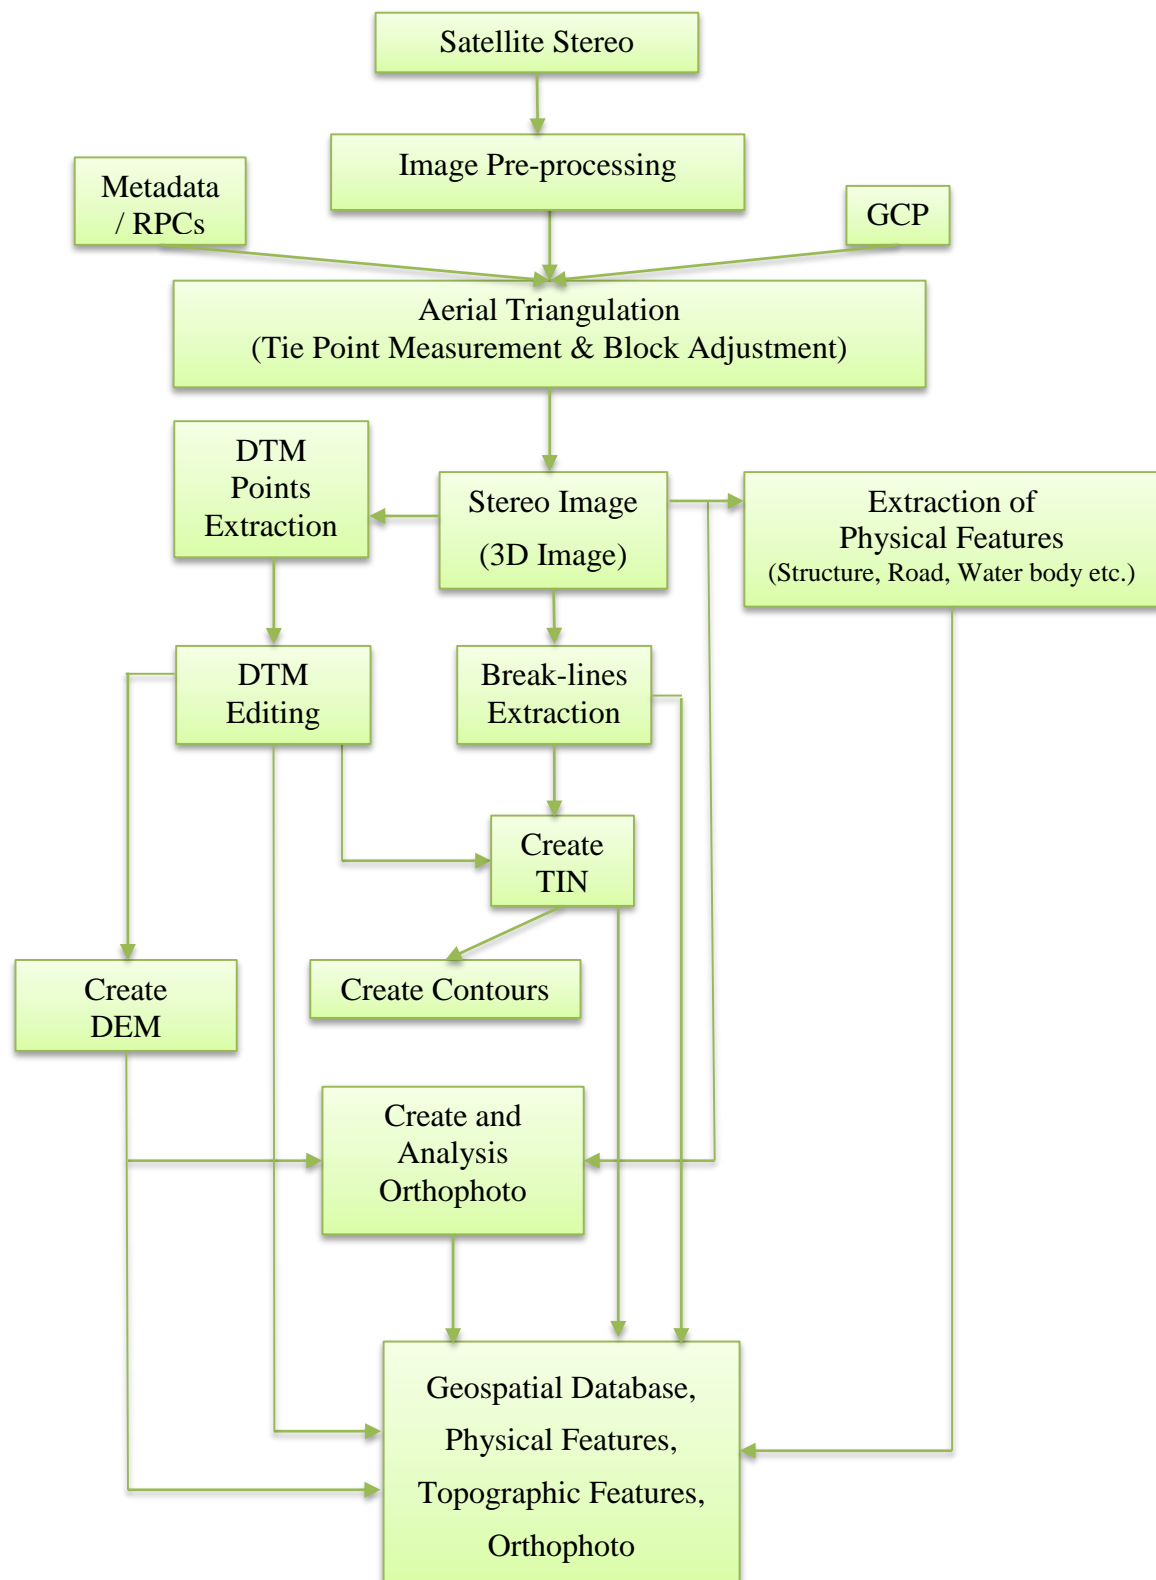 Satellite Stereo
Image Pre-processing
Metadata
/ RPCs
GCP
Aerial Triangulation
(Tie Point Measurement & Block Adjustment)
DTM
Points
Extraction
Stereo Image
(3D Image)
Extraction of
Physical Features
(Structure, Road, Water body etc.)
DTM
Editing
Break-lines
Extraction
Create
TIN
Create
DEM
Create Contours
Create and
Analysis
Orthophoto
Geospatial Database,
Physical Features,
Topographic Features,
Orthophoto